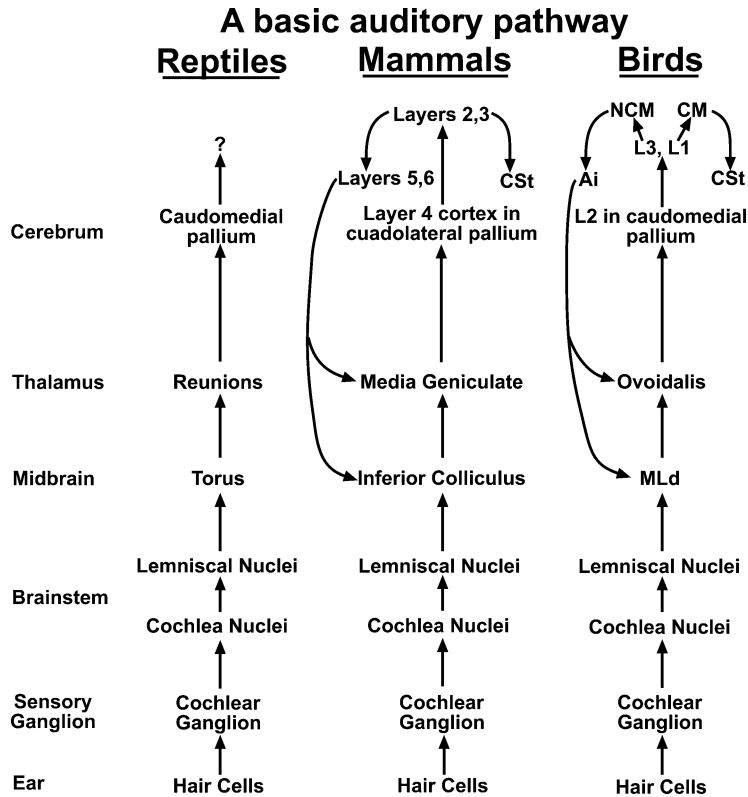 A basic auditory pathway
Reptiles Mammals Birds
Layers 2,3 NCM CM
? L3, L1
Layers 5,6 CSt Ai CSt
Cerebrum
Caudomedial
pallium
Layer 4 cortex in
cuadolateral pallium
L2 in caudomedial
pallium
Thalamus Reunions Media Geniculate Ovoidalis
Midbrain Torus Inferior Colliculus MLd
Lemniscal Nuclei Lemniscal Nuclei Lemniscal Nuclei
Brainstem
Cochlea Nuclei Cochlea Nuclei Cochlea Nuclei
Sensory
Ganglion
Cochlear
Ganglion
Cochlear
Ganglion
Cochlear
Ganglion
Ear Hair Cells Hair Cells Hair Cells